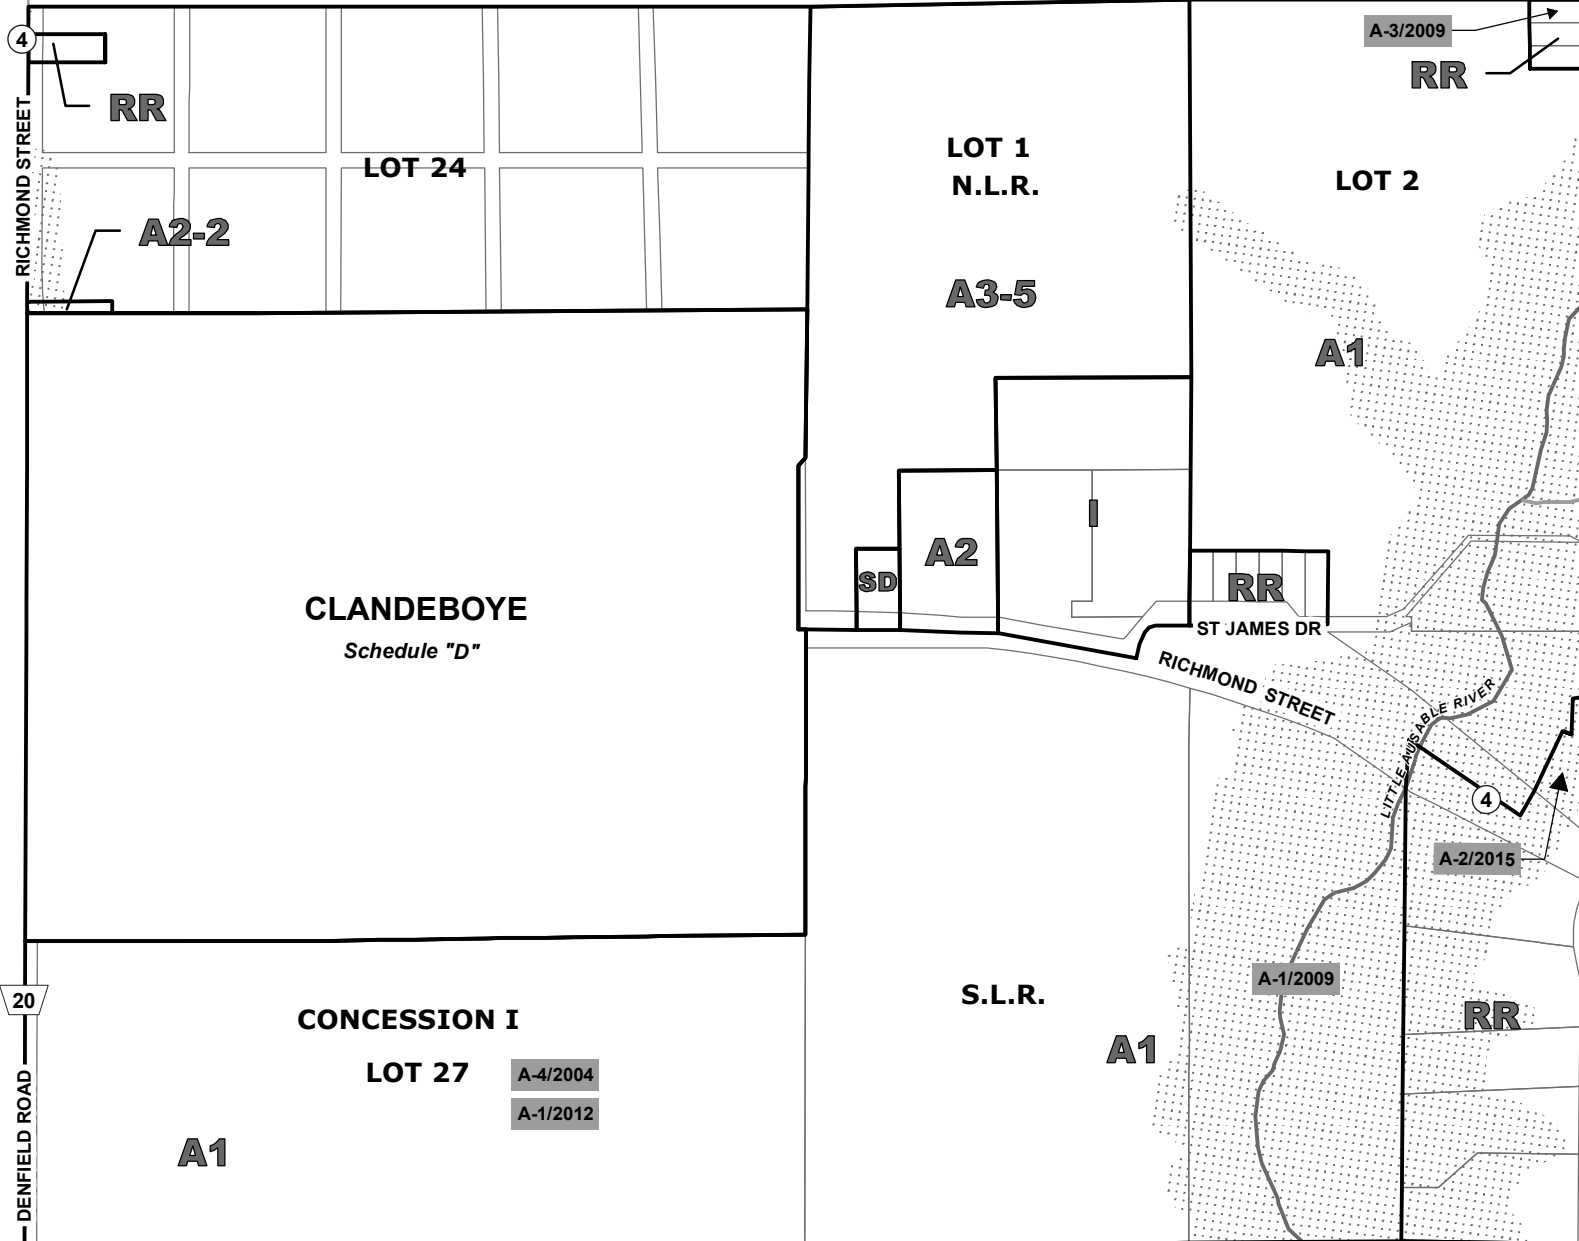 4
RICHMOND STREET
RR
LOT 24
A2-2
LOT 1
N.L.R.
A3-5
A-3/2009
RR
LOT 2
A1
CLANDEBOYE
Schedule "D"
SD
A2
I
RR
ST JAMES DR
RICHMOND STREET
LITTLE AUSABLE RIVER
4
A-2/2015
20
DENFIELD ROAD
CONCESSION I
LOT 27
A-4/2004
A-1/2012
A1
S.L.R.
A1
A-1/2009
RR